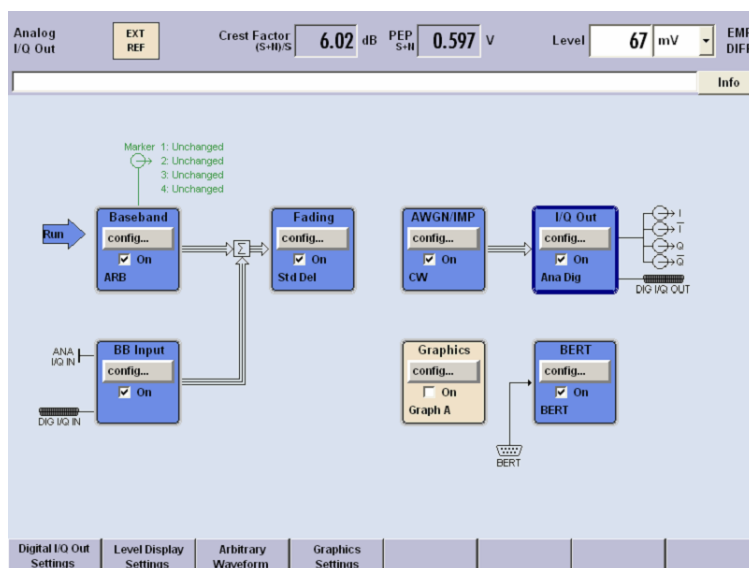 Analog
I/Q Out
EXT
REF
Crest Factor
(S+N)/S
6.02 dB
PEP
S+N
0.597 V
Level
67 mV
EMF
DIFF
Info
Marker 1: Unchanged
2: Unchanged
3: Unchanged
4: Unchanged
Run
Baseband
config...
On
ARB
Σ
Fading
config...
On
Std Del
AWGN/IMP
config...
On
CW
I/Q Out
config...
On
Ana Dig
I
I
Q
Q
DIG I/Q OUT
ANA
I/Q IN
BB Input
config...
On
DIG I/Q IN
Graphics
config...
On
Graph A
BERT
config...
On
BERT
BERT
Digital I/Q Out
Settings
Level Display
Settings
Arbitrary
Waveform
Graphics
Settings